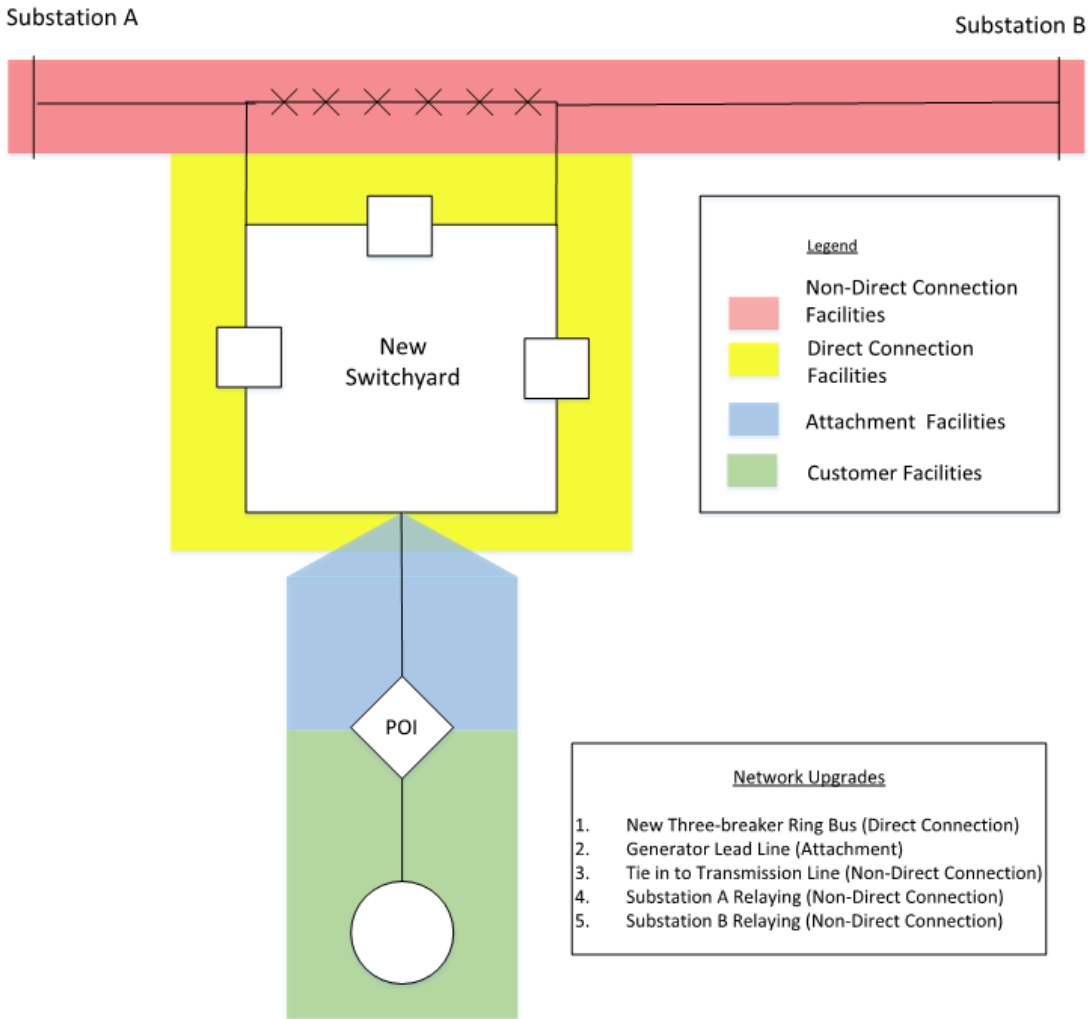 Substation A
Substation B
New
Switchyard
Legend
Non-Direct Connection
Facilities
Direct Connection
Facilities
Attachment Facilities
Customer Facilities
POI
Network Upgrades
1. New Three-breaker Ring Bus (Direct Connection)
2. Generator Lead Line (Attachment)
3. Tie in to Transmission Line (Non-Direct Connection)
4. Substation A Relaying (Non-Direct Connection)
5. Substation B Relaying (Non-Direct Connection)